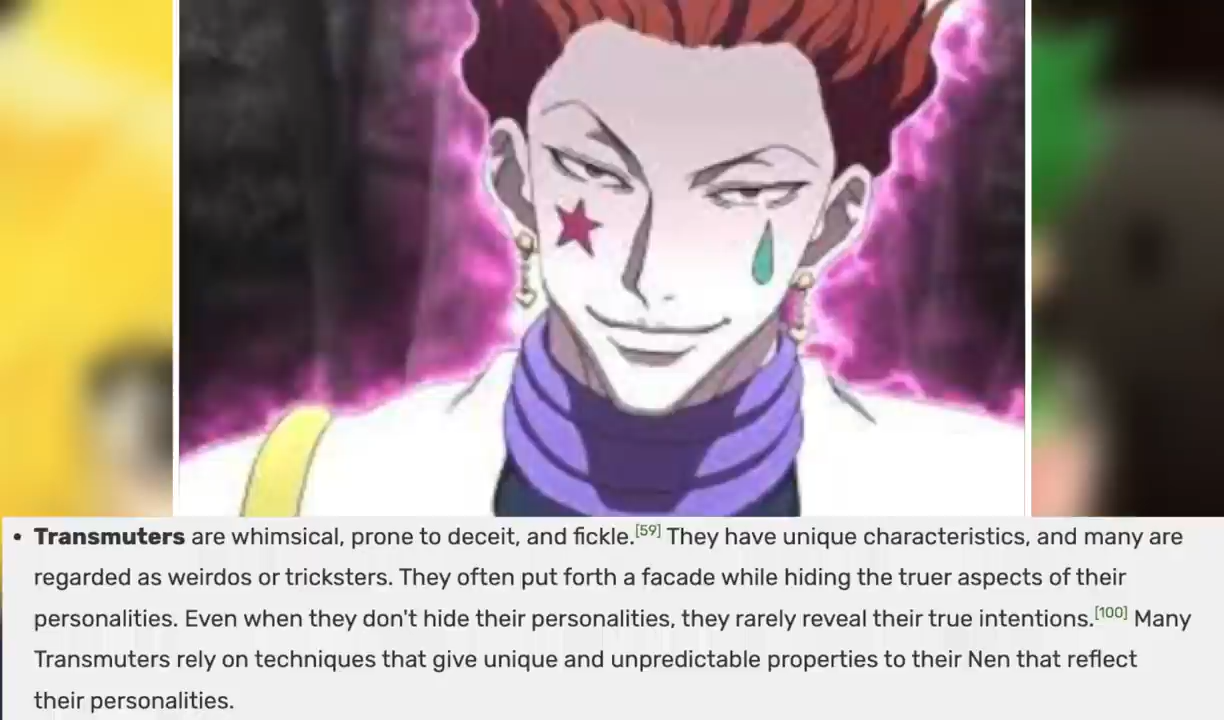 • Transmuters are whimsical, prone to deceit, and fickle.[59] They have unique characteristics, and many are
regarded as weirdos or tricksters. They often put forth a facade while hiding the truer aspects of their
personalities. Even when they don't hide their personalities, they rarely reveal their true intentions.[100] Many
Transmuters rely on techniques that give unique and unpredictable properties to their Nen that reflect
their personalities.